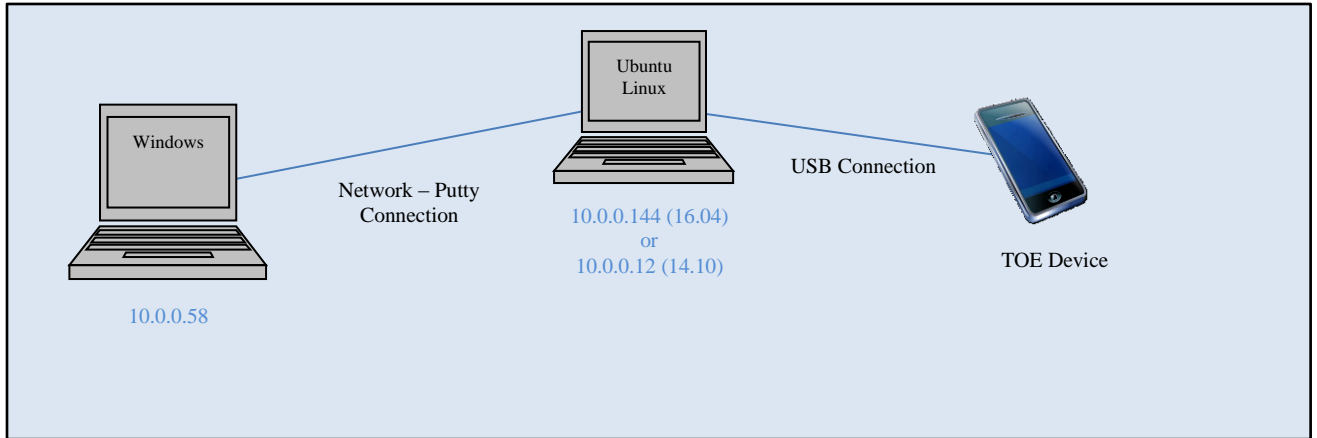 Windows
10.0.0.58
Network – Putty
Connection
Ubuntu
Linux
10.0.0.144 (16.04)
or
10.0.0.12 (14.10)
USB Connection
TOE Device